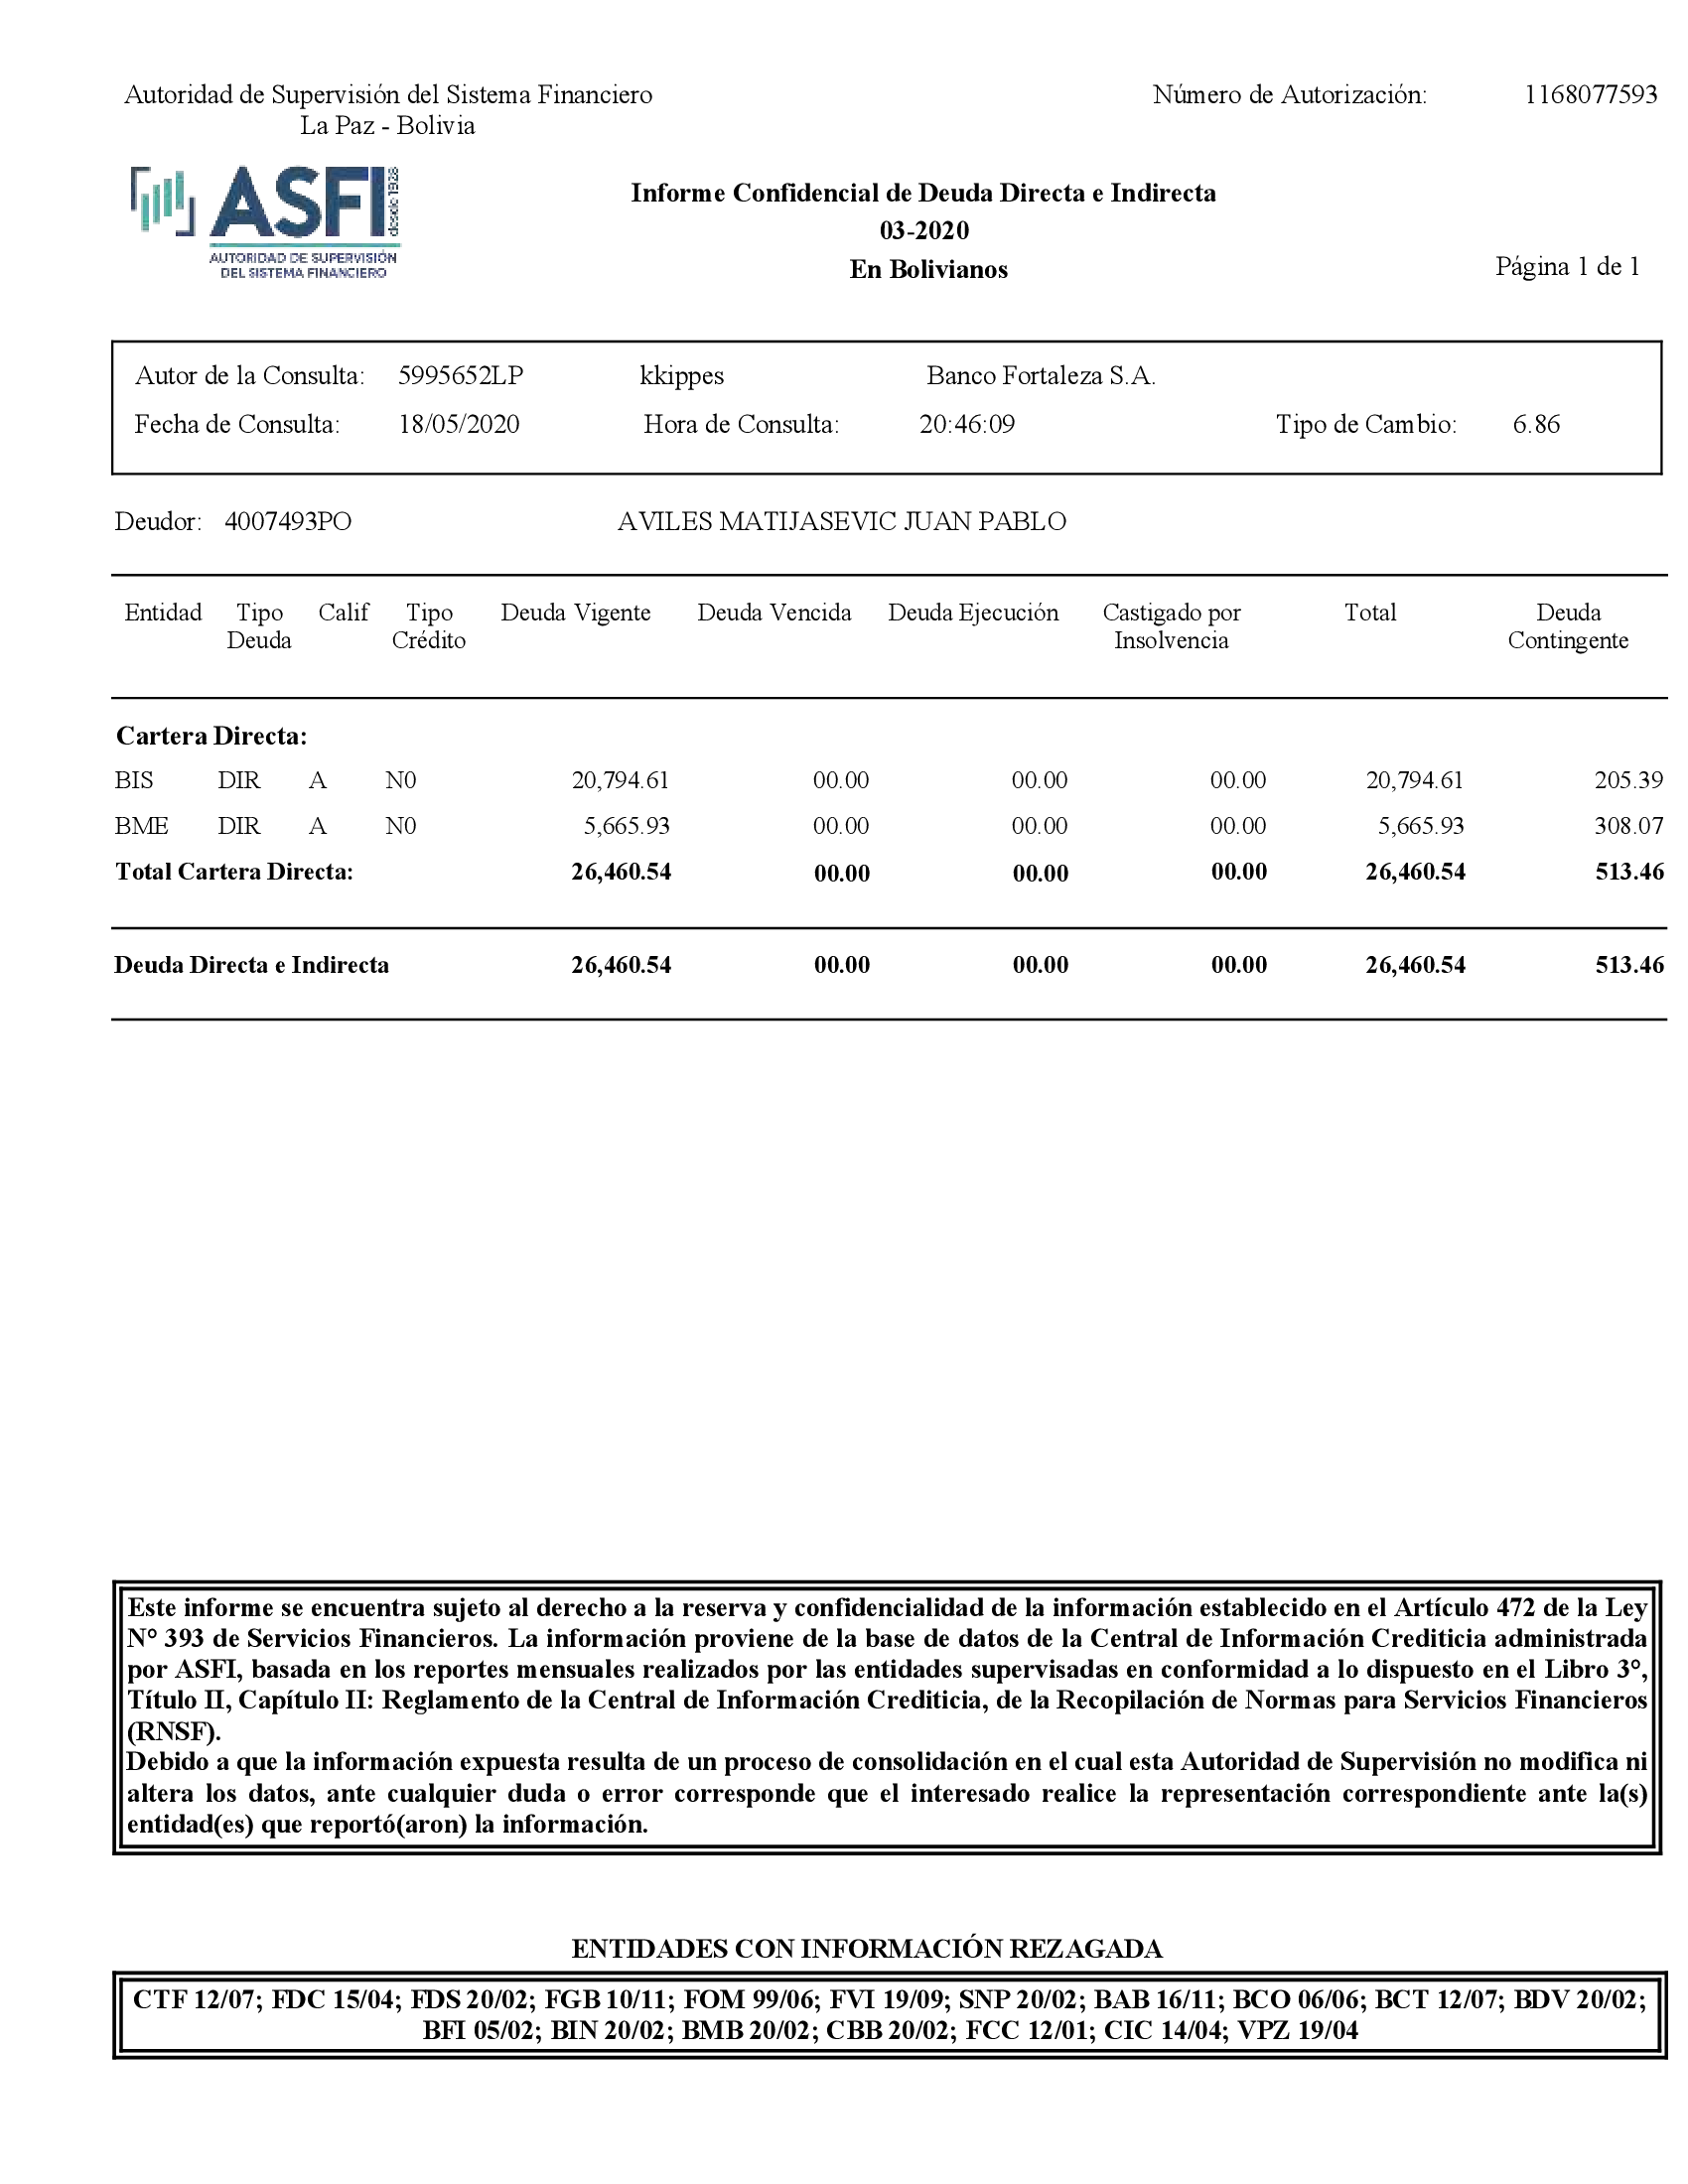 Autoridad de Supervisión del Sistema Financiero
La Paz - Bolivia
Número de Autorización: 1168077593
ASFI desde 1928
AUTORIDAD DE SUPERVISIÓN
DEL SISTEMA FINANCIERO
Informe Confidencial de Deuda Directa e Indirecta
03-2020
En Bolivianos
Página 1 de 1
Autor de la Consulta: 5995652LP kkippes Banco Fortaleza S.A.
Fecha de Consulta: 18/05/2020 Hora de Consulta: 20:46:09 Tipo de Cambio: 6.86
Deudor: 4007493PO AVILES MATIJASEVIC JUAN PABLO
Entidad Tipo Calif Tipo Deuda Vigente Deuda Vencida Deuda Ejecución Castigado por Total Deuda
Deuda Crédito Insolvencia Contingente
Cartera Directa:
BIS DIR A N0 20,794.61 00.00 00.00 00.00 20,794.61 205.39
BME DIR A N0 5,665.93 00.00 00.00 00.00 5,665.93 308.07
Total Cartera Directa: 26,460.54 00.00 00.00 00.00 26,460.54 513.46
Deuda Directa e Indirecta 26,460.54 00.00 00.00 00.00 26,460.54 513.46
Este informe se encuentra sujeto al derecho a la reserva y confidencialidad de la información establecido en el Artículo 472 de la Ley
N° 393 de Servicios Financieros. La información proviene de la base de datos de la Central de Información Crediticia administrada
por ASFI, basada en los reportes mensuales realizados por las entidades supervisadas en conformidad a lo dispuesto en el Libro 3°,
Título II, Capítulo II: Reglamento de la Central de Información Crediticia, de la Recopilación de Normas para Servicios Financieros
(RNSF).
Debido a que la información expuesta resulta de un proceso de consolidación en el cual esta Autoridad de Supervisión no modifica ni
altera los datos, ante cualquier duda o error corresponde que el interesado realice la representación correspondiente ante la(s)
entidad(es) que reportó(aron) la información.
ENTIDADES CON INFORMACIÓN REZAGADA
CTF 12/07; FDC 15/04; FDS 20/02; FGB 10/11; FOM 99/06; FVI 19/09; SNP 20/02; BAB 16/11; BCO 06/06; BCT 12/07; BDV 20/02;
BFI 05/02; BIN 20/02; BMB 20/02; CBB 20/02; FCC 12/01; CIC 14/04; VPZ 19/04